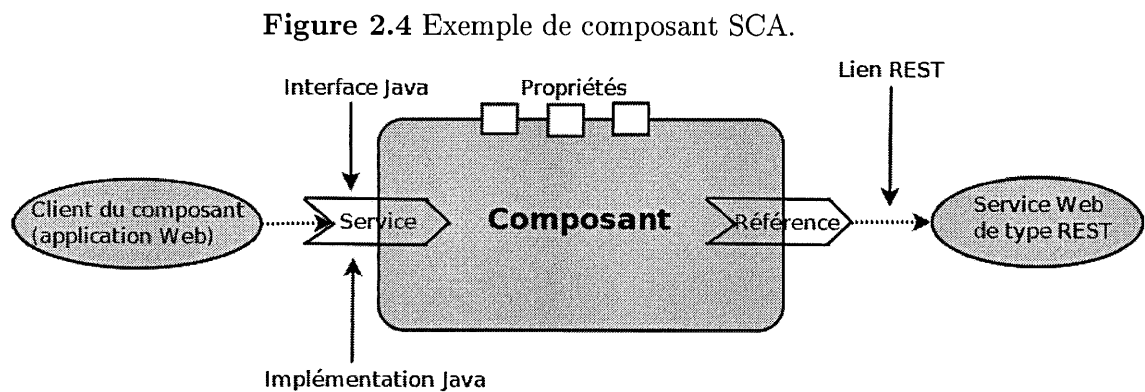 Figure 2.4 Exemple de composant SCA.
Lien REST
Interface Java
Propriétés
Client du composant
(application Web)
Service
Composant
Référence
Service Web
de type REST
Implémentation Java